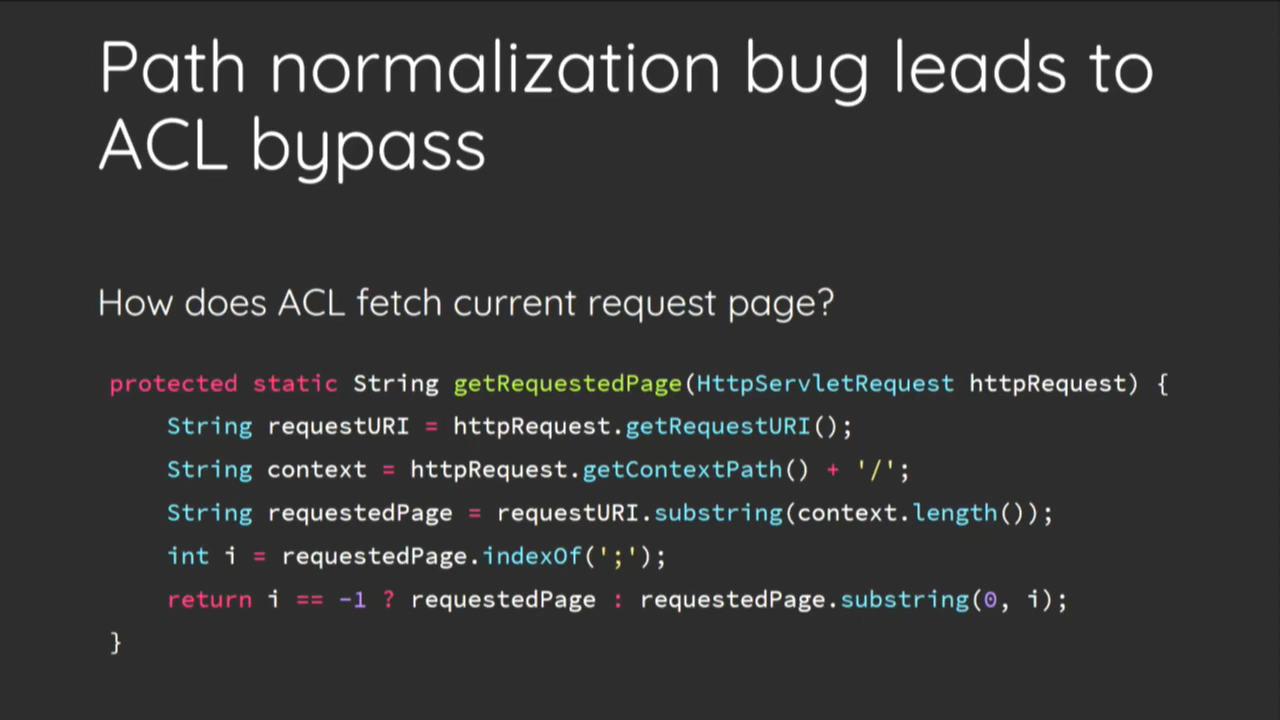 Path normalization bug leads to
ACL bypass
How does ACL fetch current request page?
protected static String getRequestedPage(HttpServletRequest httpRequest) {
    String requestURI = httpRequest.getRequestURI();
    String context = httpRequest.getContextPath() + '/';
    String requestedPage = requestURI.substring(context.length());
    int i = requestedPage.indexOf(';');
    return i == -1 ? requestedPage : requestedPage.substring(0, i);
}